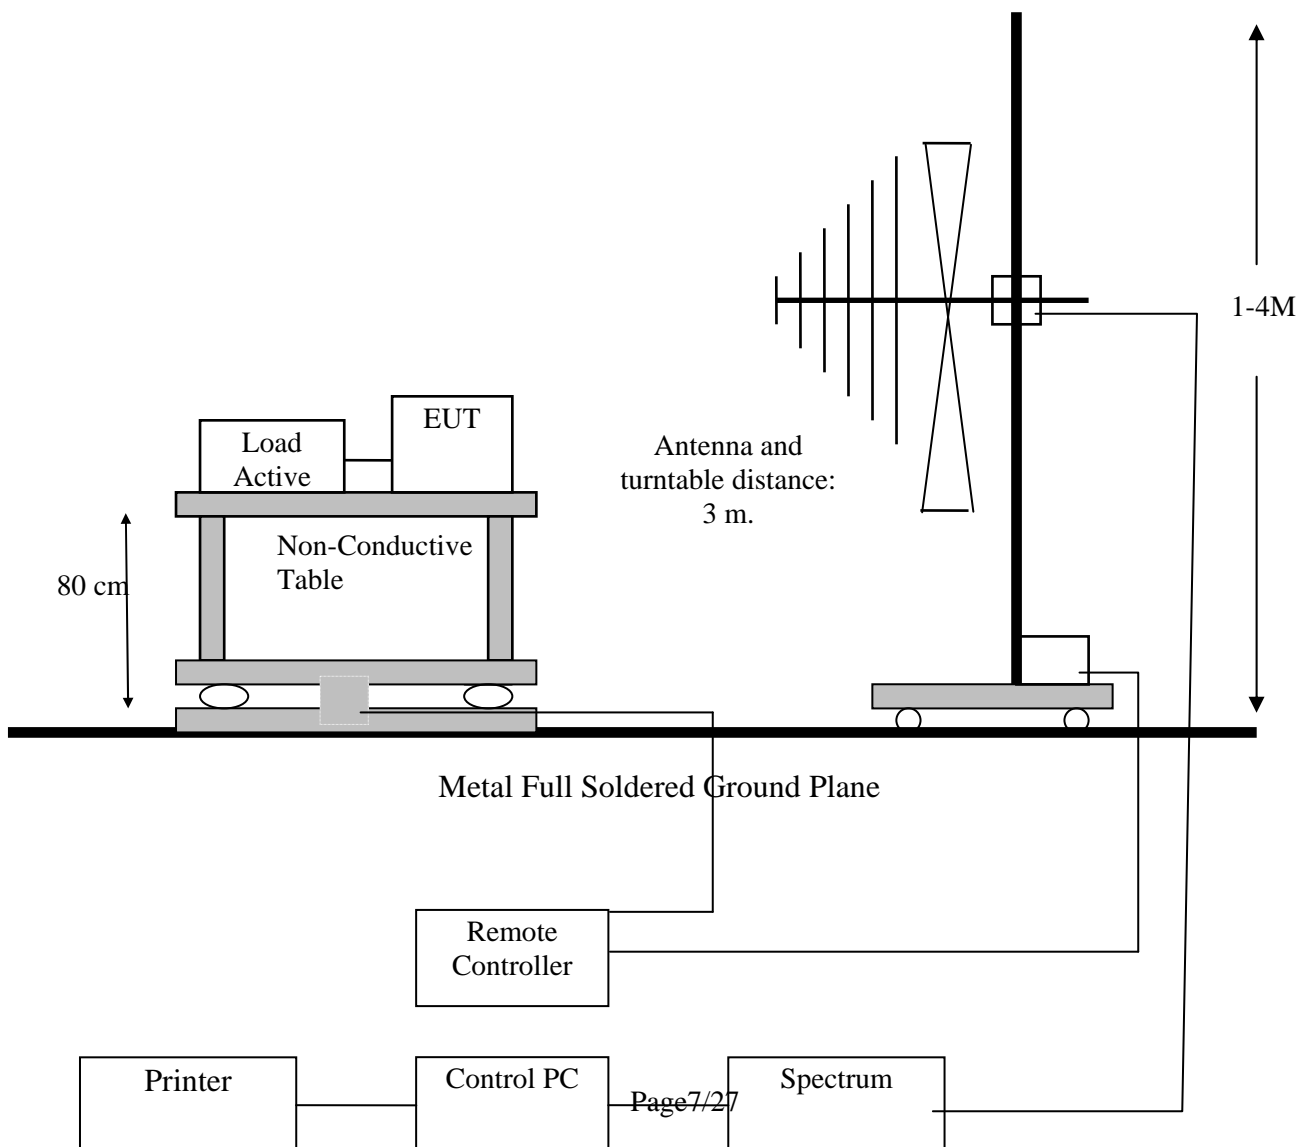 1-4M
EUT
Load
Active
Antenna and
turntable distance:
3 m.
Non-Conductive
Table
80 cm
Metal Full Soldered Ground Plane
Remote
Controller
Printer
Control PC
Spectrum
Page7/27